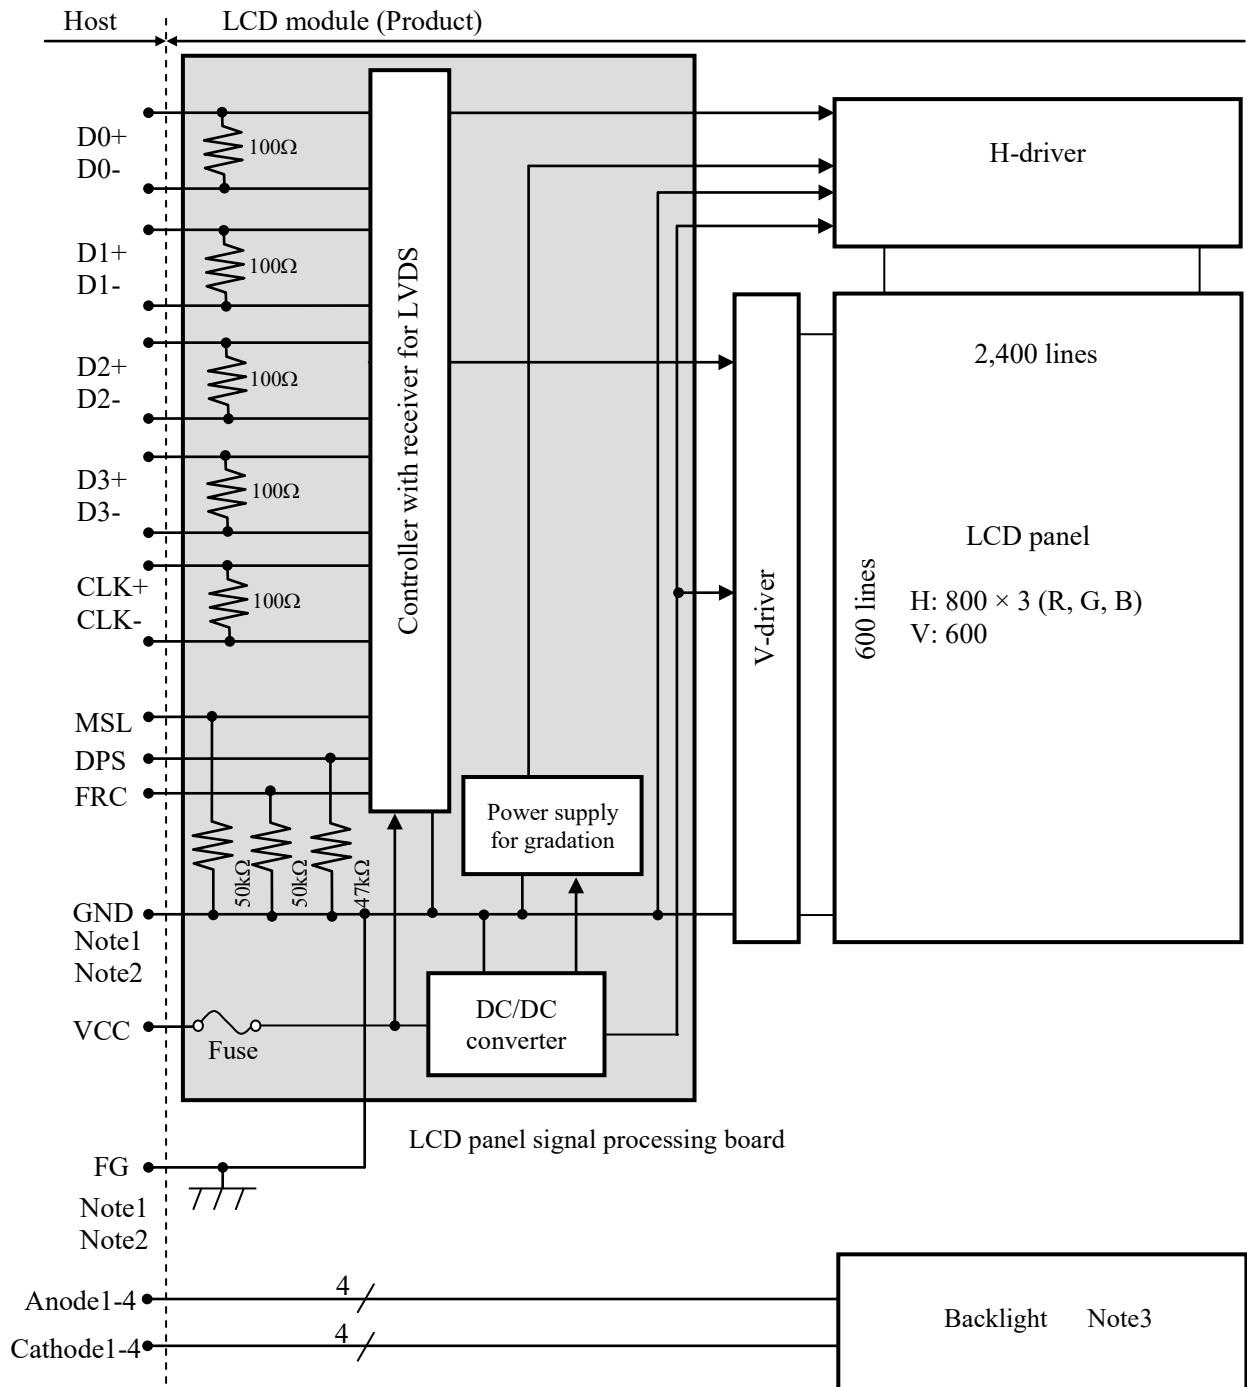 Host
LCD module (Product)
D0+
D0-
100Ω
H-driver
D1+
D1-
100Ω
D2+
D2-
100Ω
D3+
D3-
100Ω
CLK+
CLK-
100Ω
Controller with receiver for LVDS
V-driver
2,400 lines
600 lines
LCD panel
H: 800 × 3 (R, G, B)
V: 600
MSL
DPS
FRC
50kΩ
50kΩ
47kΩ
Power supply
for gradation
GND
Note1
Note2
VCC
Fuse
DC/DC
converter
LCD panel signal processing board
FG
Note1
Note2
Anode1-4
4
Cathode1-4
4
Backlight Note3